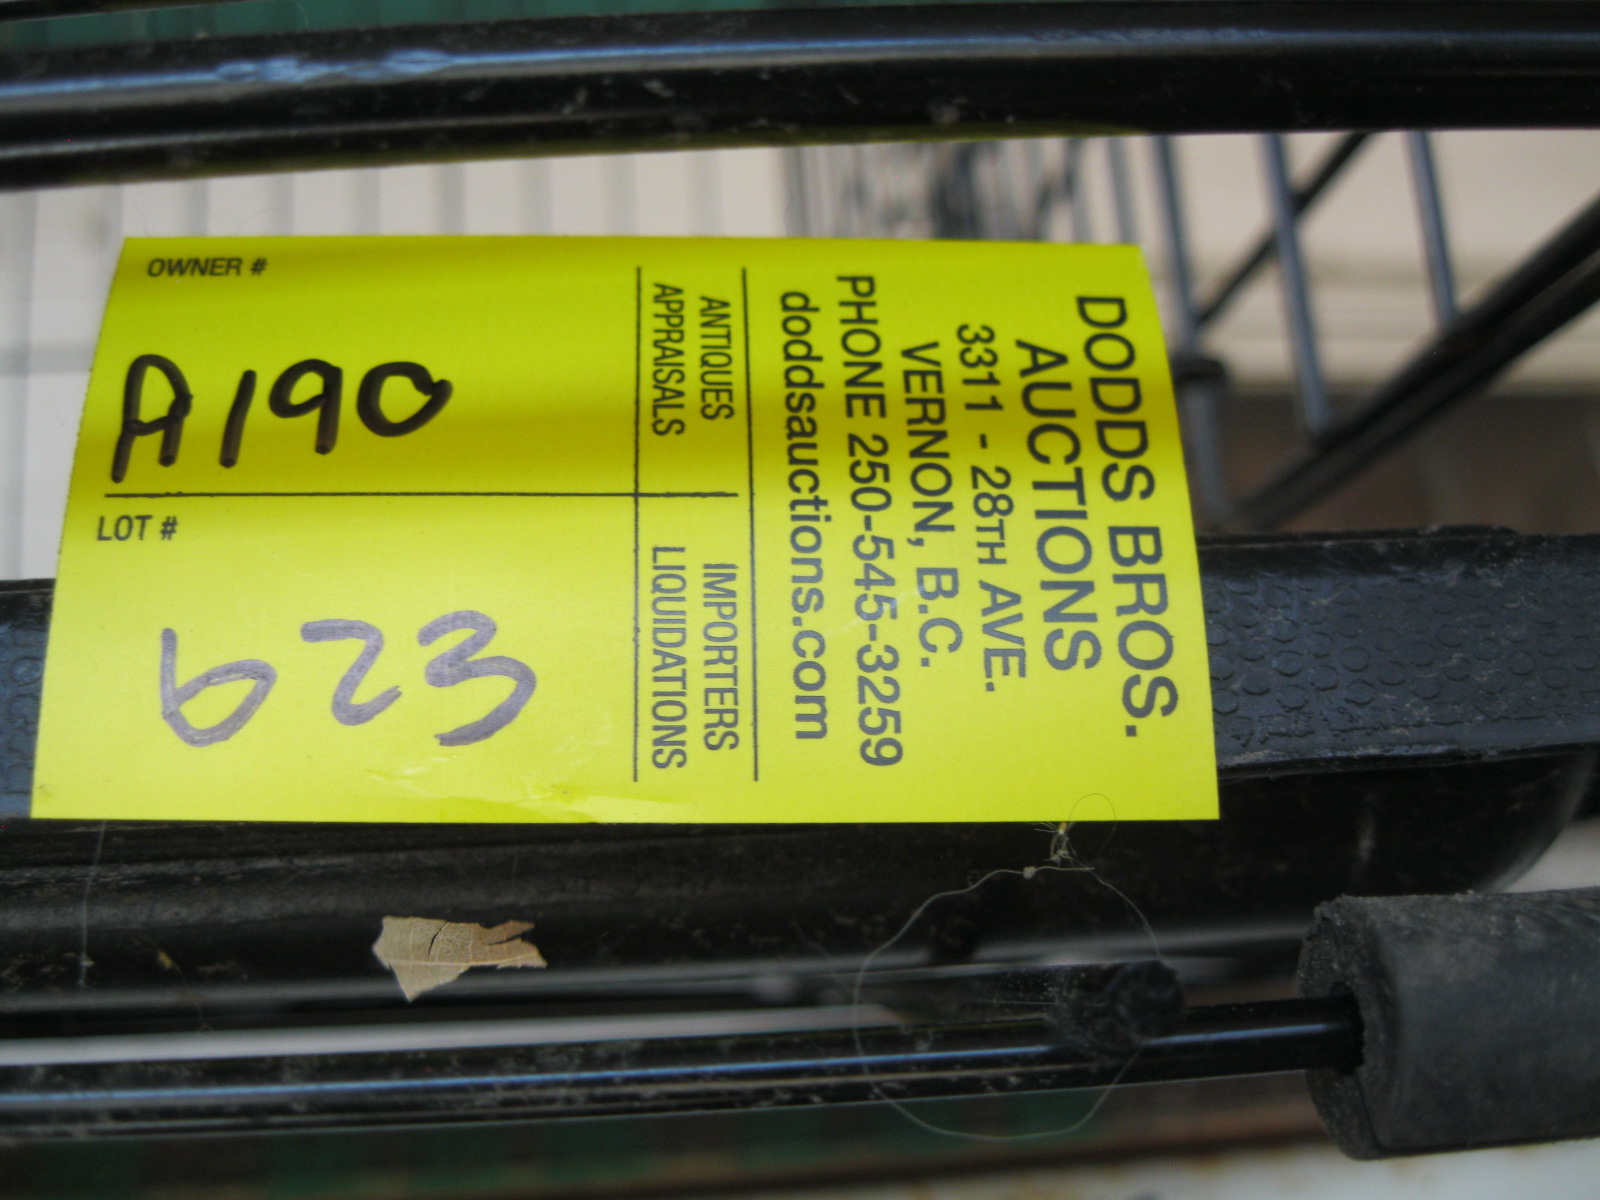 OWNER #
A190
LOT #
623
ANTIQUES
APPRAISALS
IMPORTERS
LIQUIDATIONS
DODDS BROS.
AUCTIONS
3311 - 28TH AVE.
VERNON, B.C.
PHONE 250-545-3259
doddsauctions.com